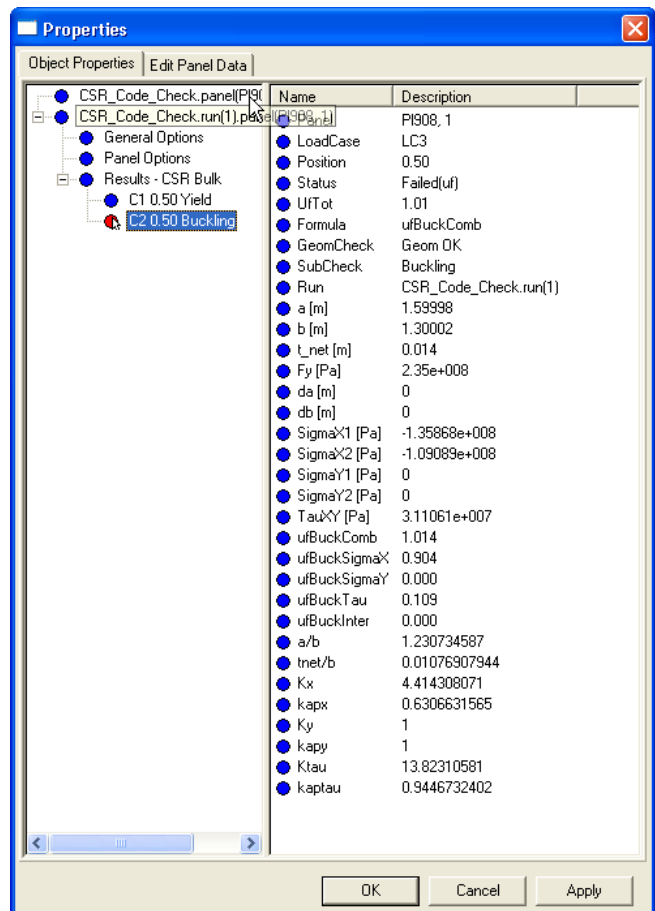 Properties
Object Properties Edit Panel Data
CSR_Code_Check.panel(PI9(
CSR_Code_Check.run(1).panel(PI908, 1)
General Options
Panel Options
Results - CSR Bulk
C1 0.50 Yield
C2 0.50 Buckling
Name Description
Panel PI908, 1
LoadCase LC3
Position 0.50
Status Failed(uf)
UfTot 1.01
Formula ufBuckComb
GeomCheck Geom OK
SubCheck Buckling
Run CSR_Code_Check.run(1)
a [m] 1.59998
b [m] 1.30002
t_net [m] 0.014
Fy [Pa] 2.35e+008
da [m] 0
db [m] 0
SigmaX1 [Pa] -1.35868e+008
SigmaX2 [Pa] -1.09089e+008
SigmaY1 [Pa] 0
SigmaY2 [Pa] 0
TauXY [Pa] 3.11061e+007
ufBuckComb 1.014
ufBuckSigmaX 0.904
ufBuckSigmaY 0.000
ufBuckTau 0.109
ufBuckInter 0.000
a/b 1.230734587
tnet/b 0.01076907944
Kx 4.414308071
kapx 0.6306631565
Ky 1
kapy 1
Ktau 13.82310581
kaptau 0.9446732402
OK Cancel Apply